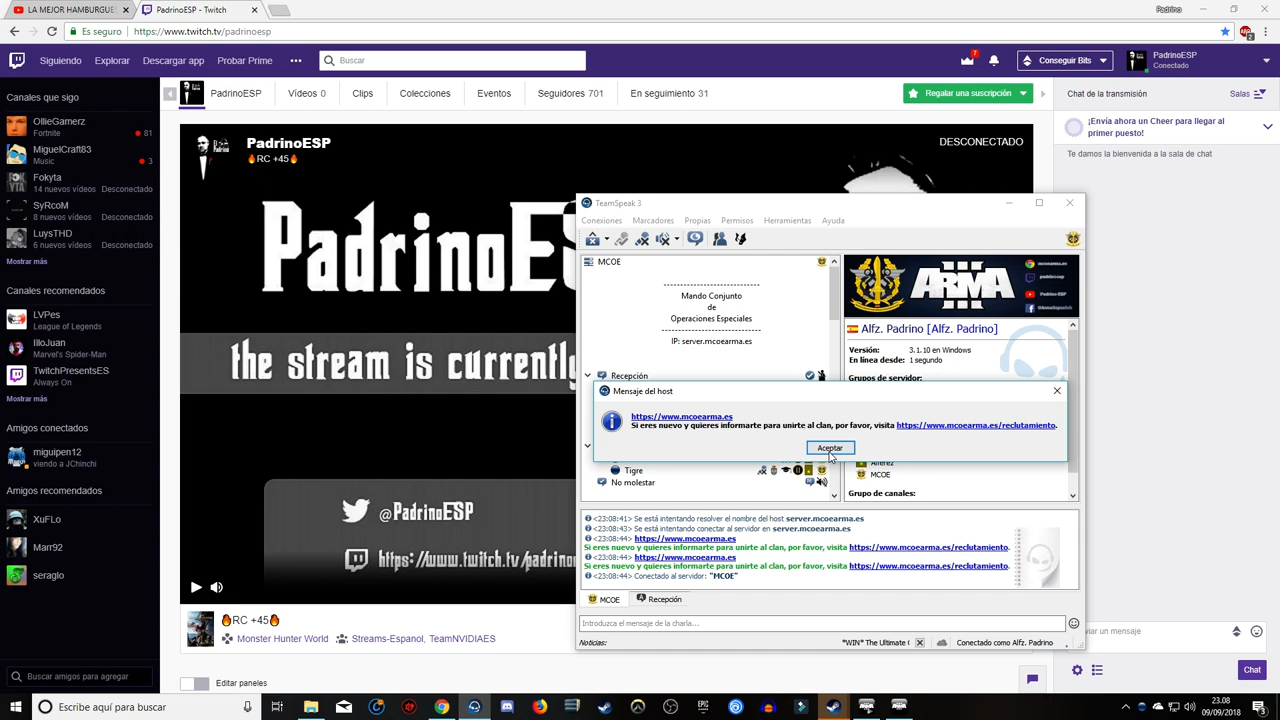 LA MEJOR HAMBURGUES
PadrinoESP - Twitch
Padrino
Es seguro
https://www.twitch.tv/padrinoesp
Siguiendo
Explorar
Descargar app
Probar Prime
Buscar
7
Conseguir Bits
PadrinoESP
Conectado
Canales que sigo
OllieGamerz
Fortnite
81
MiguelCraft83
Music
3
Fokyta
14 nuevos vídeos
Desconectado
SyRcoM
8 nuevos vídeos
Desconectado
LuysTHD
6 nuevos vídeos
Desconectado
Mostrar más
Canales recomendados
LVPes
League of Legends
IlloJuan
Marvel's Spider-Man
TwitchPresentsES
Always On
Mostrar más
Amigos conectados
miguipen12
viendo a JChinchi
Amigos recomendados
XuFLo
Marr92
seraglo
Buscar amigos para agregar
PadrinoESP
Vídeos 0
Clips
Colecciones
Eventos
Seguidores 701
En seguimiento 31
Regalar una suscripción
PadrinoESP
RC +45
DESCONECTADO
PadrinoES
the stream is currently
@PadrinoESP
https://www.twitch.tv/padrino
RC +45
Monster Hunter World
Streams-Espanol, TeamNVIDIAES
Editar paneles
Chat de la transmisión
Salas
¡Envía ahora un Cheer para llegar al
primer puesto!
Te damos la bienvenida a la sala de chat
viar un mensaje
Chat
TeamSpeak 3
Conexiones
Marcadores
Propias
Permisos
Herramientas
Ayuda
MCOE
------------------------------
Mando Conjunto
de
Operaciones Especiales
------------------------------
IP: server.mcoearma.es
Recepción
ARMA
III
Alfz. Padrino [Alfz. Padrino]
Versión:
3.1.10 en Windows
En línea desde:
1 segundo
Grupos de servidor:
Mensaje del host
https://www.mcoearma.es
Si eres nuevo y quieres informarte para unirte al clan, por favor, visita https://www.mcoearma.es/reclutamiento.
Aceptar
Tigre
No molestar
Alférez
MCOE
Grupo de canales:
<23:08:41> Se está intentando resolver el nombre del host server.mcoearma.es
<23:08:43> Se está intentando conectar al servidor en server.mcoearma.es
<23:08:44> https://www.mcoearma.es
Si eres nuevo y quieres informarte para unirte al clan, por favor, visita https://www.mcoearma.es/reclutamiento.
<23:08:44> https://www.mcoearma.es
Si eres nuevo y quieres informarte para unirte al clan, por favor, visita https://www.mcoearma.es/reclutamiento.
<23:08:44> Conectado al servidor: "MCOE"
MCOE
Recepción
Introduzca el mensaje de la charla...
Noticias:
*WIN* The Ultimate
Conectado como Alfz. Padrino
Escribe aquí para buscar
EPIC
23.08
09/09/2018